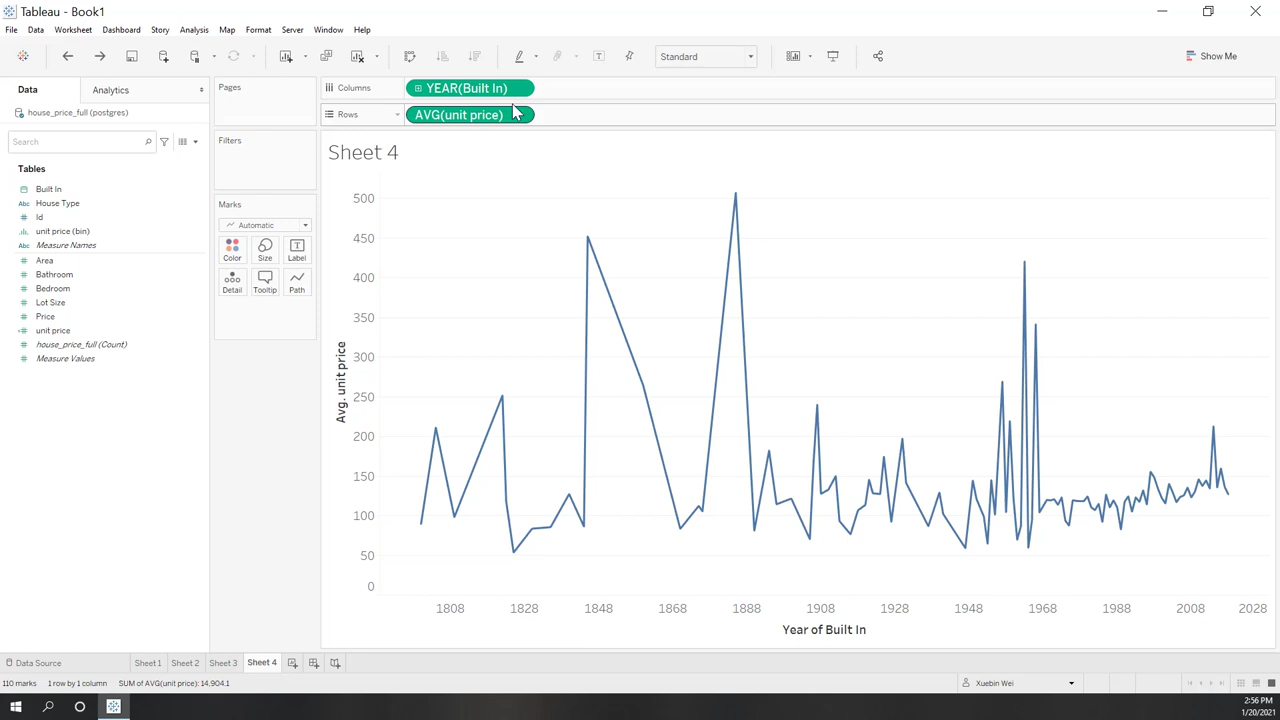 Tableau - Book1
File Data Worksheet Dashboard Story Analysis Map Format Server Window Help
Standard
Show Me
Data Analytics
house_price_full (postgres)
Search
Tables
Built In
Abc House Type
Id
unit price (bin)
Abc Measure Names
Area
Bathroom
Bedroom
Lot Size
Price
unit price
house_price_full (Count)
Measure Values
Pages
Filters
Marks
Automatic
Color Size Label
Detail Tooltip Path
Columns YEAR(Built In)
Rows AVG(unit price)
Sheet 4
500
450
400
350
300
250
200
150
100
50
0
Avg. unit price
1808 1828 1848 1868 1888 1908 1928 1948 1968 1988 2008 2028
Year of Built In
Data Source Sheet 1 Sheet 2 Sheet 3 Sheet 4
110 marks 1 row by 1 column SUM of AVG(unit price): 14,904.1
Xuebin Wei
2:56 PM
1/20/2021